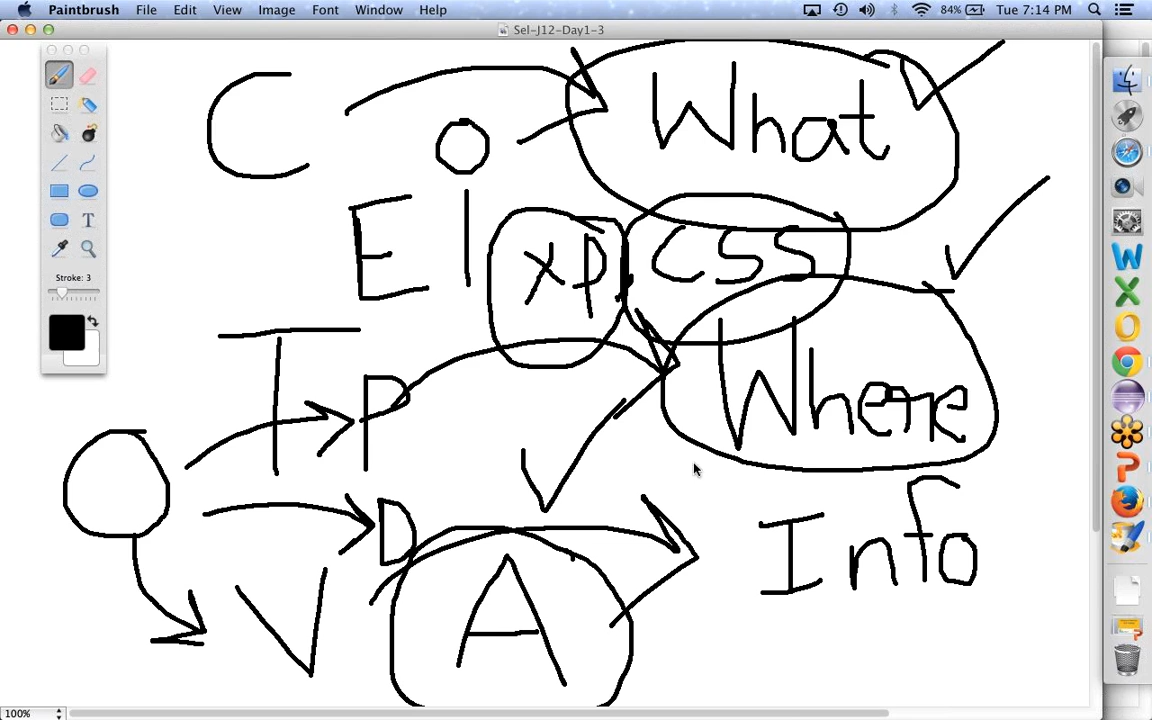 Paintbrush File Edit View Image Font Window Help 84% Tue 7:14 PM
Sel-J12-Day1-3
C What
El xp CSS
Stroke: 3
T P Where
D Info
V A
100%